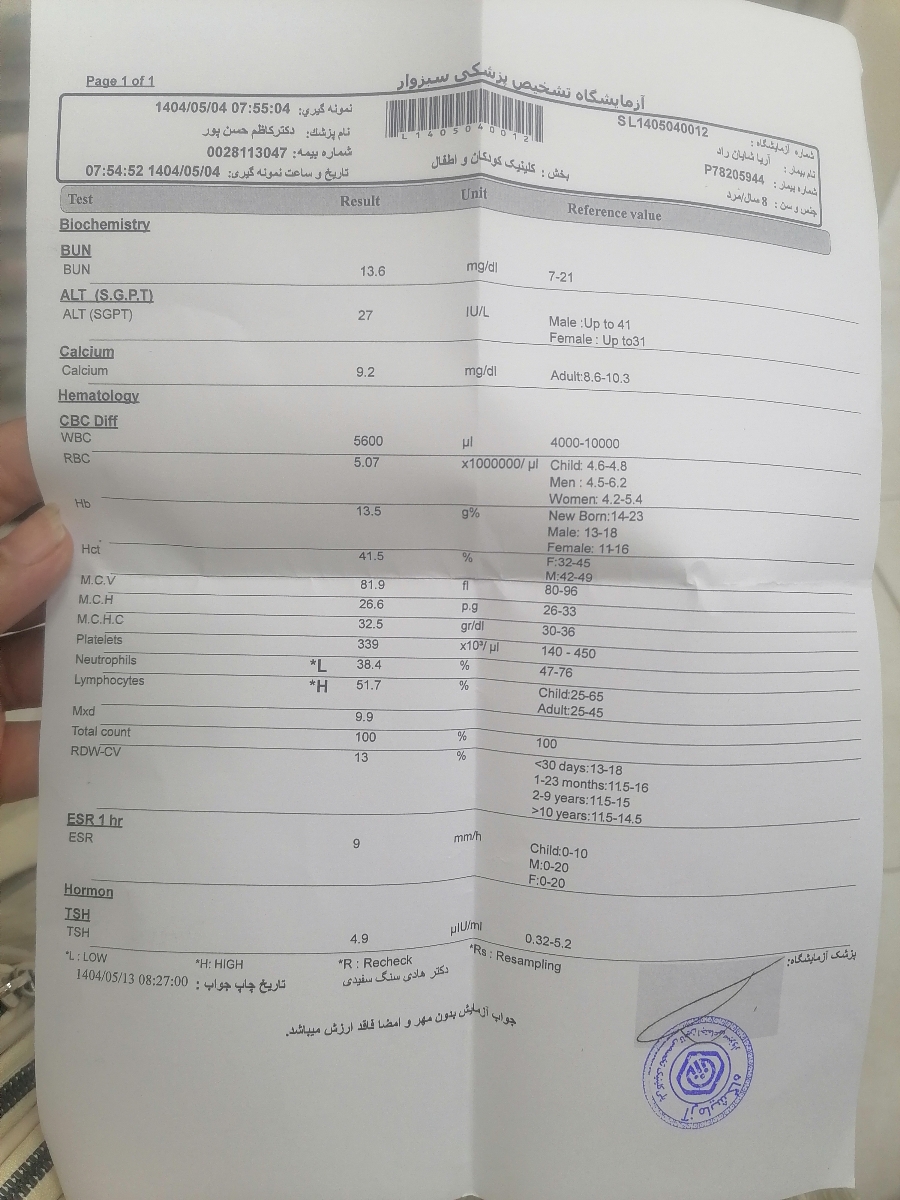 Page 1 of 1
آزمایشگاه تشخیص پزشکی سبزوار
نمونه گیری: 1404/05/04 07:55:04
نام پزشک: دکترکاظم حسن پور
شماره بیمه: 0028113047
تاریخ و ساعت نمونه گیری: 1404/05/04 07:54:52
L1405040012
بخش : کلینیک کودکان و اطفال
شماره آزمایشگاه : SL1405040012
نام بیمار : آریا شایان راد
شماره بیمار : P78205944
جنس و سن : 8 سال/مرد
Test Result Unit Reference value
Biochemistry
BUN
BUN 13.6 mg/dl 7-21
ALT (S.G.P.T)
ALT (SGPT) 27 IU/L Male :Up to 41
Female : Up to31
Calcium
Calcium 9.2 mg/dl Adult:8.6-10.3
Hematology
CBC Diff
WBC 5600 µl 4000-10000
RBC 5.07 x1000000/ µl Child: 4.6-4.8
Men : 4.5-6.2
Women: 4.2-5.4
Hb 13.5 g% New Born:14-23
Male: 13-18
Female: 11-16
Hct 41.5 % F:32-45
M:42-49
M.C.V 81.9 fl 80-96
M.C.H 26.6 p.g 26-33
M.C.H.C 32.5 gr/dl 30-36
Platelets 339 x10³/ µl 140 - 450
Neutrophils *L 38.4 % 47-76
Lymphocytes *H 51.7 % Child:25-65
Adult:25-45
Mxd 9.9
Total count 100 % 100
RDW-CV 13 % <30 days:13-18
1-23 months:11.5-16
2-9 years:11.5-15
>10 years:11.5-14.5
ESR 1 hr
ESR 9 mm/h Child:0-10
M:0-20
F:0-20
Hormon
TSH
TSH 4.9 µIU/ml 0.32-5.2
*L : LOW *H: HIGH *R : Recheck *Rs : Resampling
تاریخ چاپ جواب : 1404/05/13 08:27:00
دکتر هادی سنگ سفیدی
پزشک آزمایشگاه:
جواب آزمایش بدون مهر و امضا فاقد ارزش میباشد.
آزمایشگاه